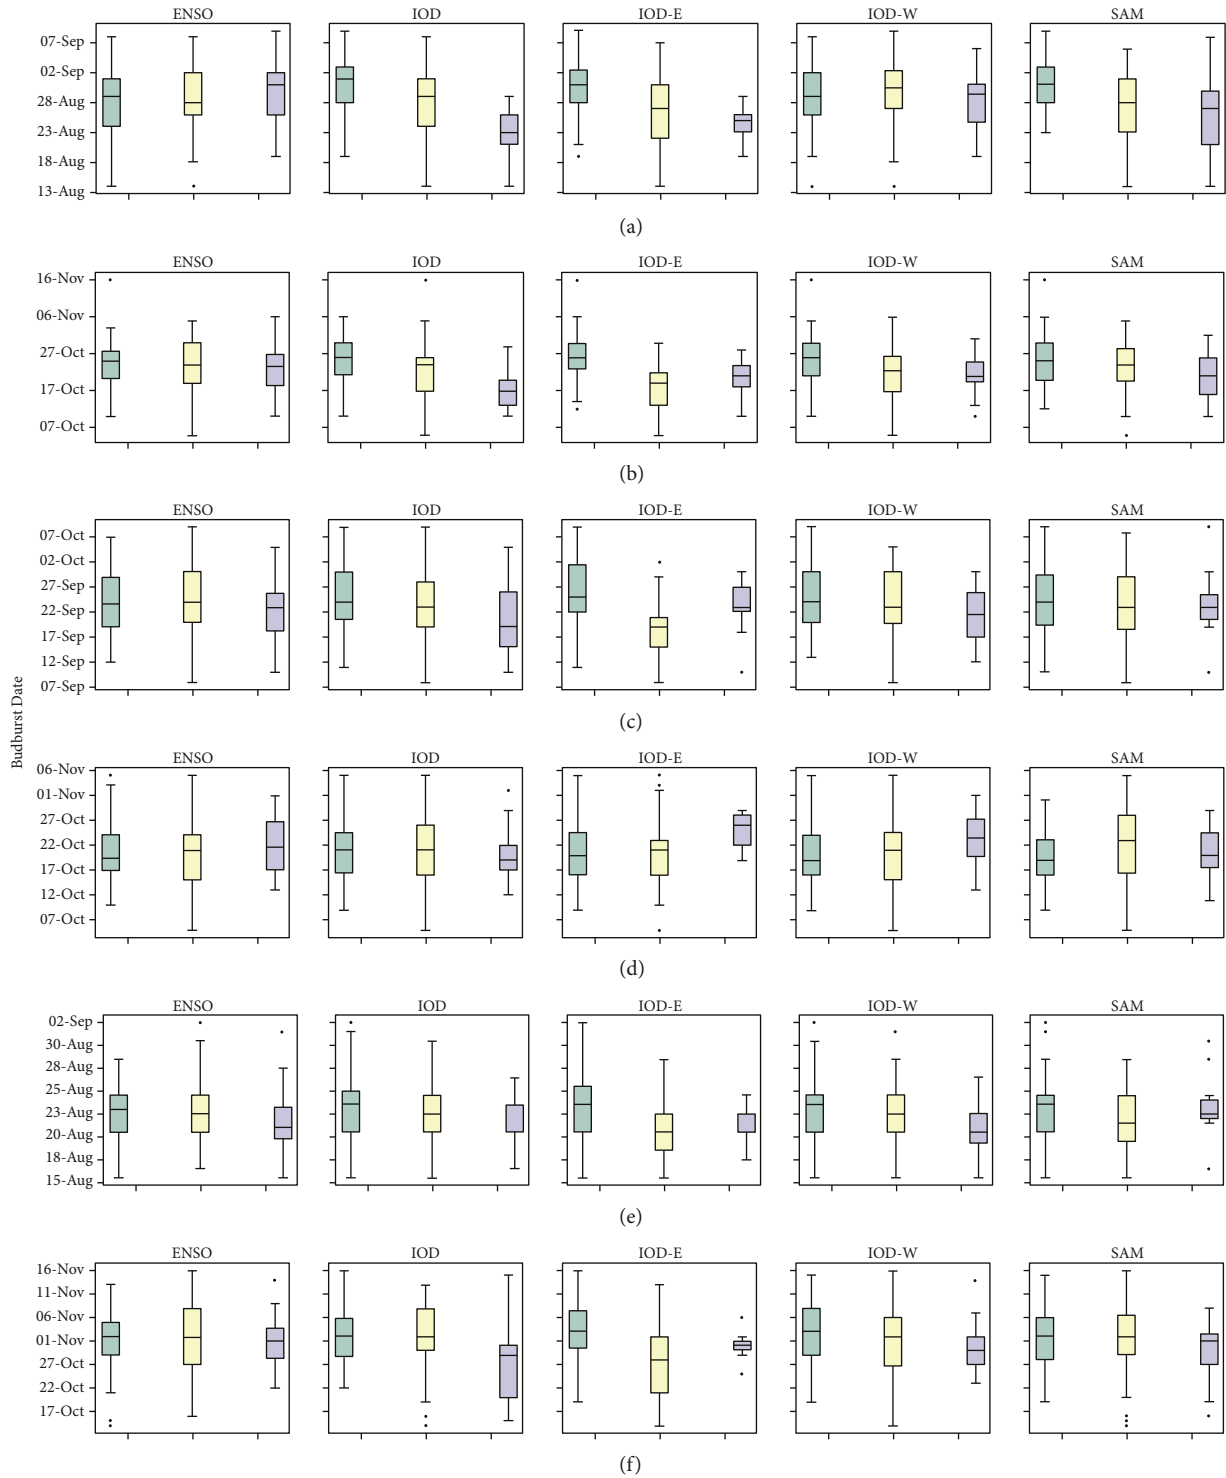 ENSO IOD IOD-E IOD-W SAM
07-Sep
02-Sep
28-Aug
23-Aug
18-Aug
13-Aug
(a)
ENSO IOD IOD-E IOD-W SAM
16-Nov
06-Nov
27-Oct
17-Oct
07-Oct
(b)
ENSO IOD IOD-E IOD-W SAM
07-Oct
02-Oct
27-Sep
22-Sep
17-Sep
12-Sep
07-Sep
(c)
Budburst Date
ENSO IOD IOD-E IOD-W SAM
06-Nov
01-Nov
27-Oct
22-Oct
17-Oct
12-Oct
07-Oct
(d)
ENSO IOD IOD-E IOD-W SAM
02-Sep
30-Aug
28-Aug
25-Aug
23-Aug
20-Aug
18-Aug
15-Aug
(e)
ENSO IOD IOD-E IOD-W SAM
16-Nov
11-Nov
06-Nov
01-Nov
27-Oct
22-Oct
17-Oct
(f)